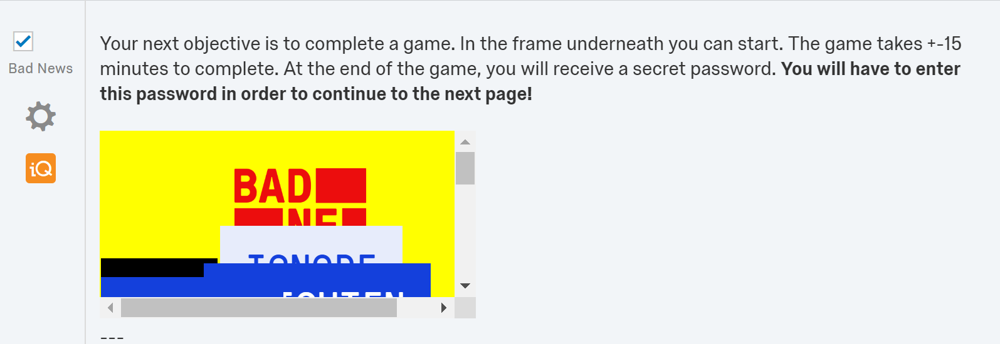 Your next objective is to complete a game. In the frame underneath you can start. The game takes +-15
Bad News
minutes to complete. At the end of the game, you will receive a secret password. You will have to enter
this password in order to continue to the next page!
iQ
BAD
NE
---